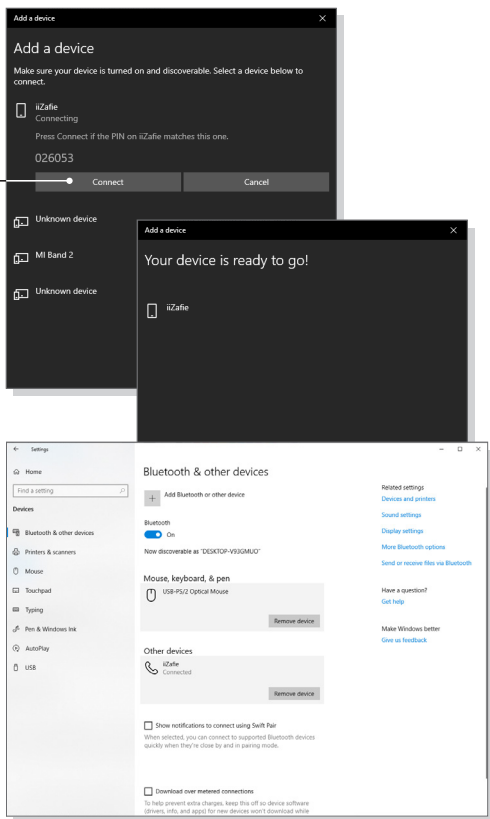 Add a device
Add a device
Make sure your device is turned on and discoverable. Select a device below to
connect.
iiZafie
Connecting
Press Connect if the PIN on iiZafie matches this one.
026053
Connect
Cancel
Unknown device
MI Band 2
Unknown device
Add a device
Your device is ready to go!
iiZafie
Settings
Home
Find a setting
Devices
Bluetooth & other devices
Printers & scanners
Mouse
Touchpad
Typing
Pen & Windows Ink
AutoPlay
USB
Bluetooth & other devices
Add Bluetooth or other device
Bluetooth
On
Now discoverable as "DESKTOP-V93GMUO"
Mouse, keyboard, & pen
USB-PS/2 Optical Mouse
Remove device
Other devices
iiZafie
Connected
Remove device
Show notifications to connect using Swift Pair
When selected, you can connect to supported Bluetooth devices
quickly when they're close by and in pairing mode.
Download over metered connections
To help prevent extra charges, keep this off so device software
(drivers, info, and apps) for new devices won't download while
Related settings
Devices and printers
Sound settings
Display settings
More Bluetooth options
Send or receive files via Bluetooth
Have a question?
Get help
Make Windows better
Give us feedback